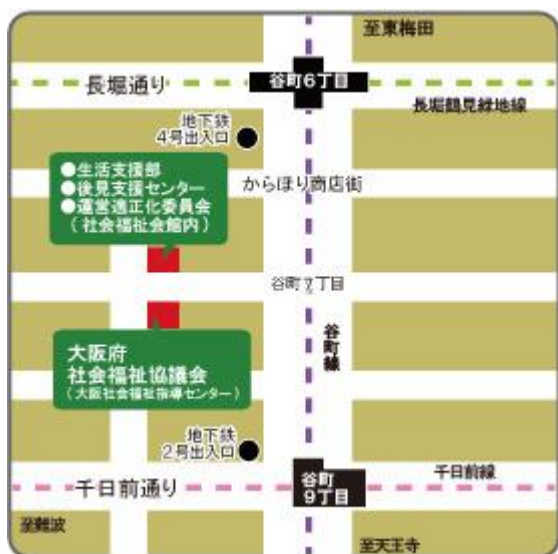 至東梅田
谷町6丁目
長堀通り
長堀鶴見緑地線
地下鉄
4号出入口
●生活支援部
●後見支援センター
●運営適正化委員会
(社会福祉会館内)
からほり商店街
谷町7丁目
谷町線
大阪府
社会福祉協議会
(大阪社会福祉指導センター)
地下鉄
2号出入口
千日前線
谷町
9丁目
千日前通り
至難波
至天王寺